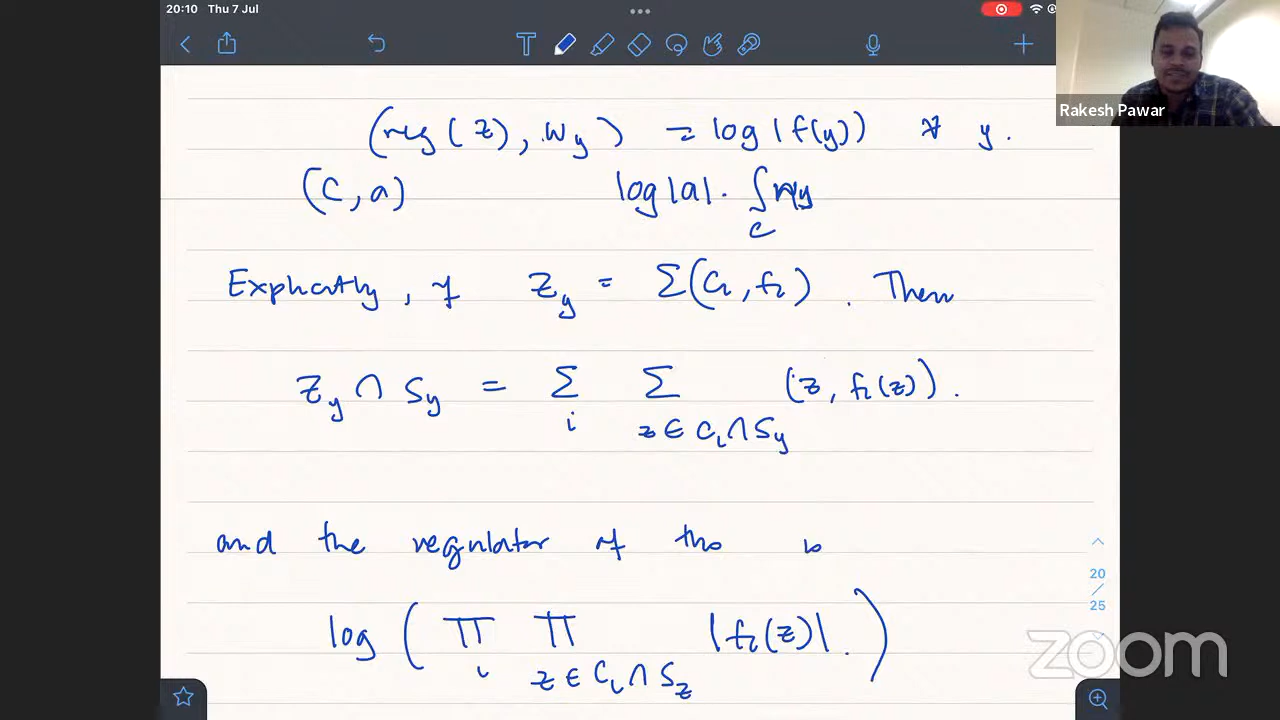 20:10 Thu 7 Jul
Rakesh Pawar
(reg(Z), ω_y) = log|f(y)| ∀ y.
(C, a) log|a|. ∫_C ω_y
Explicitly, if Z_y = Σ(C_i, f_i). Then
Z_y ∩ S_y = Σ_i Σ_{z ∈ C_i ∩ S_y} (z, f_i(z)).
and the regulator of this is
log ( Π_i Π_{z ∈ C_i ∩ S_z} |f_i(z)|. )
20
/
25
zoom